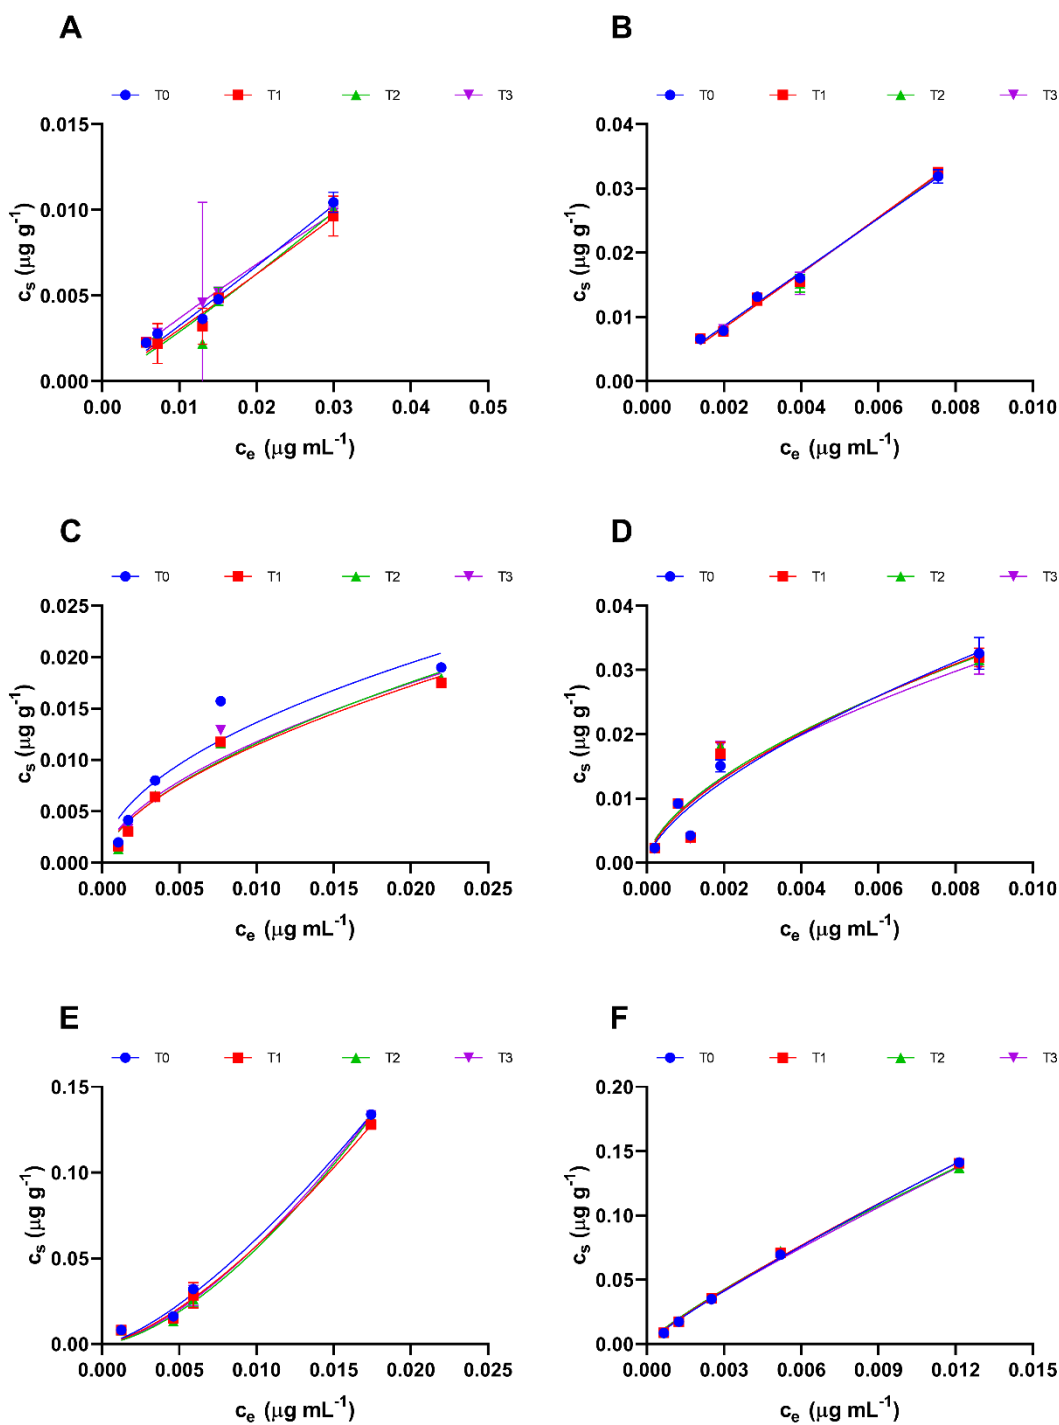 A
T0 T1 T2 T3
0.015
0.010
0.005
0.000
cs (μg g-1)
0.00 0.01 0.02 0.03 0.04 0.05
ce (μg mL-1)
B
T0 T1 T2 T3
0.04
0.03
0.02
0.01
0.00
cs (μg g-1)
0.000 0.002 0.004 0.006 0.008 0.010
ce (μg mL-1)
C
T0 T1 T2 T3
0.025
0.020
0.015
0.010
0.005
0.000
cs (μg g-1)
0.000 0.005 0.010 0.015 0.020 0.025
ce (μg mL-1)
D
T0 T1 T2 T3
0.04
0.03
0.02
0.01
0.00
cs (μg g-1)
0.000 0.002 0.004 0.006 0.008 0.010
ce (μg mL-1)
E
T0 T1 T2 T3
0.15
0.10
0.05
0.00
cs (μg g-1)
0.000 0.005 0.010 0.015 0.020 0.025
ce (μg mL-1)
F
T0 T1 T2 T3
0.20
0.15
0.10
0.05
0.00
cs (μg g-1)
0.000 0.003 0.006 0.009 0.012 0.015
ce (μg mL-1)